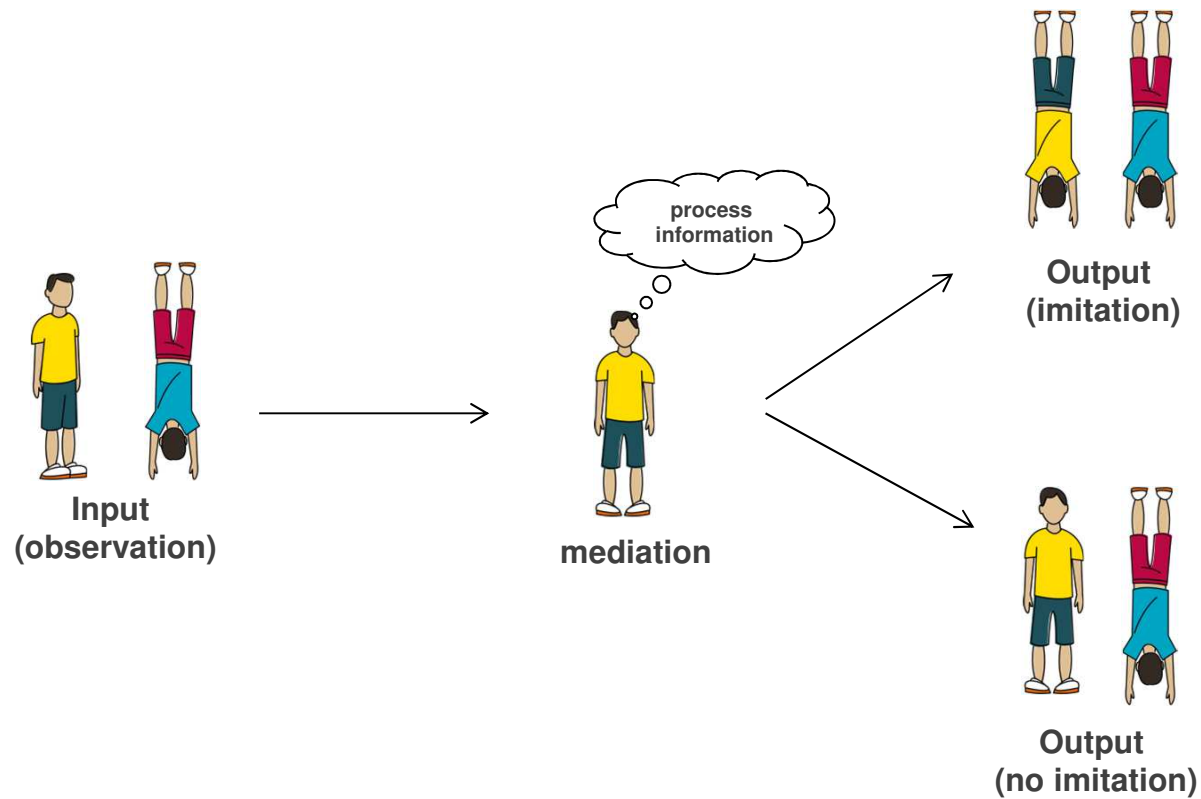 Input
(observation)
process
information
mediation
Output
(imitation)
Output
(no imitation)